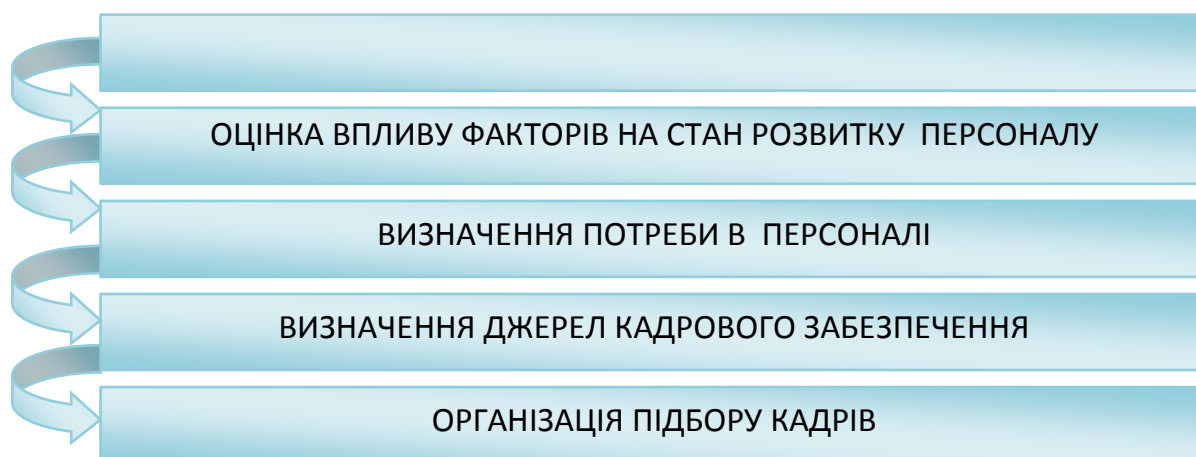 ОЦІНКА ВПЛИВУ ФАКТОРІВ НА СТАН РОЗВИТКУ ПЕРСОНАЛУ
ВИЗНАЧЕННЯ ПОТРЕБИ В ПЕРСОНАЛІ
ВИЗНАЧЕННЯ ДЖЕРЕЛ КАДРОВОГО ЗАБЕЗПЕЧЕННЯ
ОРГАНІЗАЦІЯ ПІДБОРУ КАДРІВ